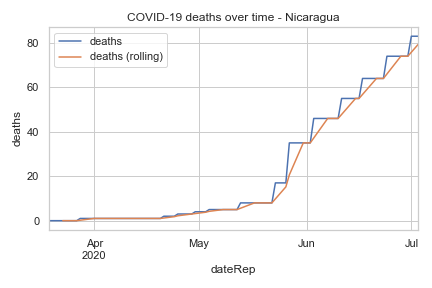 COVID-19 deaths over time - Nicaragua
deaths
deaths (rolling)
80
60
40
20
0
deaths
Apr
2020
May
Jun
Jul
dateRep